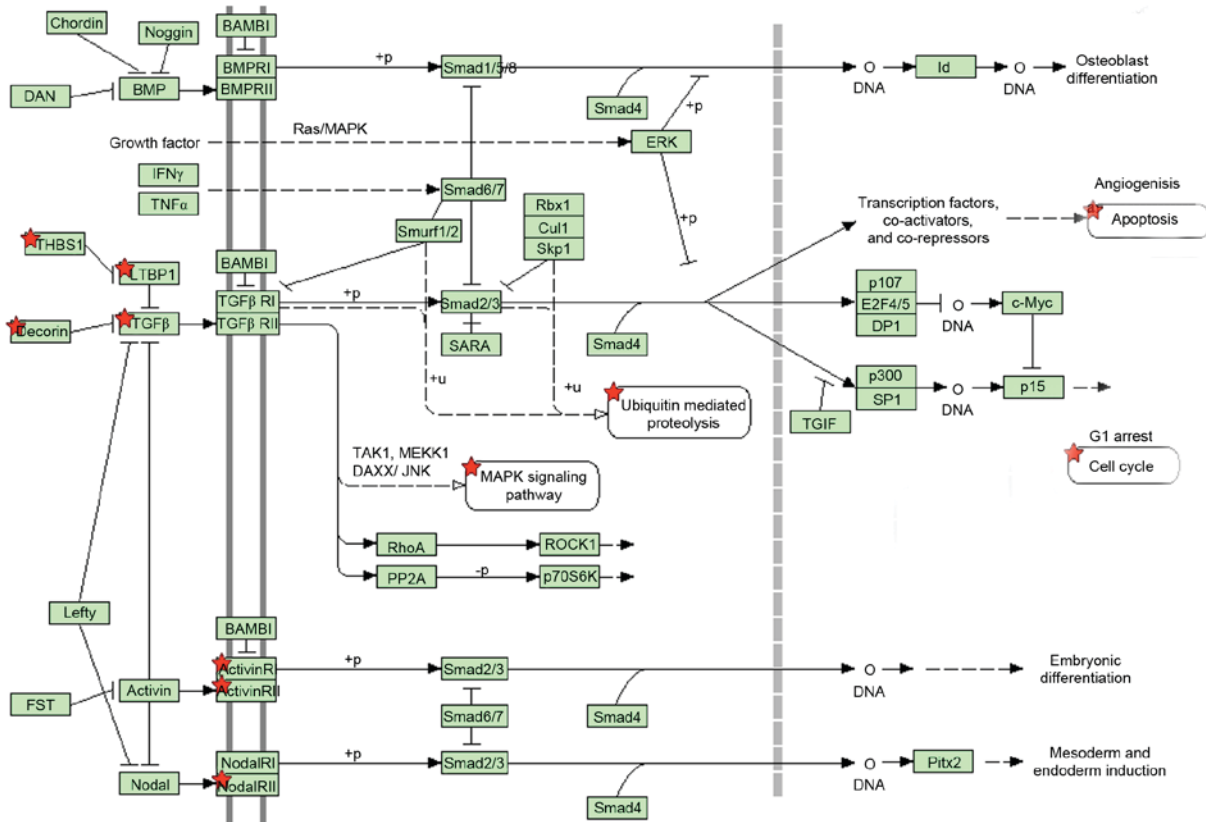 Chordin
Noggin
BAMBI
DAN
BMP
BMPRI
BMPRII
+p
Smad1/5/8
Smad4
+p
O
DNA
Id
O
DNA
Osteoblast
differentiation
Growth factor
Ras/MAPK
ERK
IFNγ
TNFα
Smad6/7
Smurf1/2
Rbx1
Cul1
Skp1
+p
Transcription factors,
co-activators,
and co-repressors
Angiogenisis
Apoptosis
THBS1
LTBP1
BAMBI
Decorin
TGFβ
TGFβ RI
TGFβ RII
+p
Smad2/3
SARA
Smad4
p107
E2F4/5
DP1
O
DNA
c-Myc
p300
SP1
O
DNA
p15
TGIF
+u
+u
Ubiquitin mediated
proteolysis
G1 arrest
Cell cycle
TAK1, MEKK1
DAXX/ JNK
MAPK signaling
pathway
RhoA
ROCK1
PP2A
-p
p70S6K
Lefty
BAMBI
FST
Activin
ActivinR
ActivinRII
+p
Smad2/3
Smad4
O
DNA
Embryonic
differentiation
Smad6/7
Nodal
NodalRI
NodalRII
+p
Smad2/3
Smad4
O
DNA
Pitx2
Mesoderm and
endoderm induction